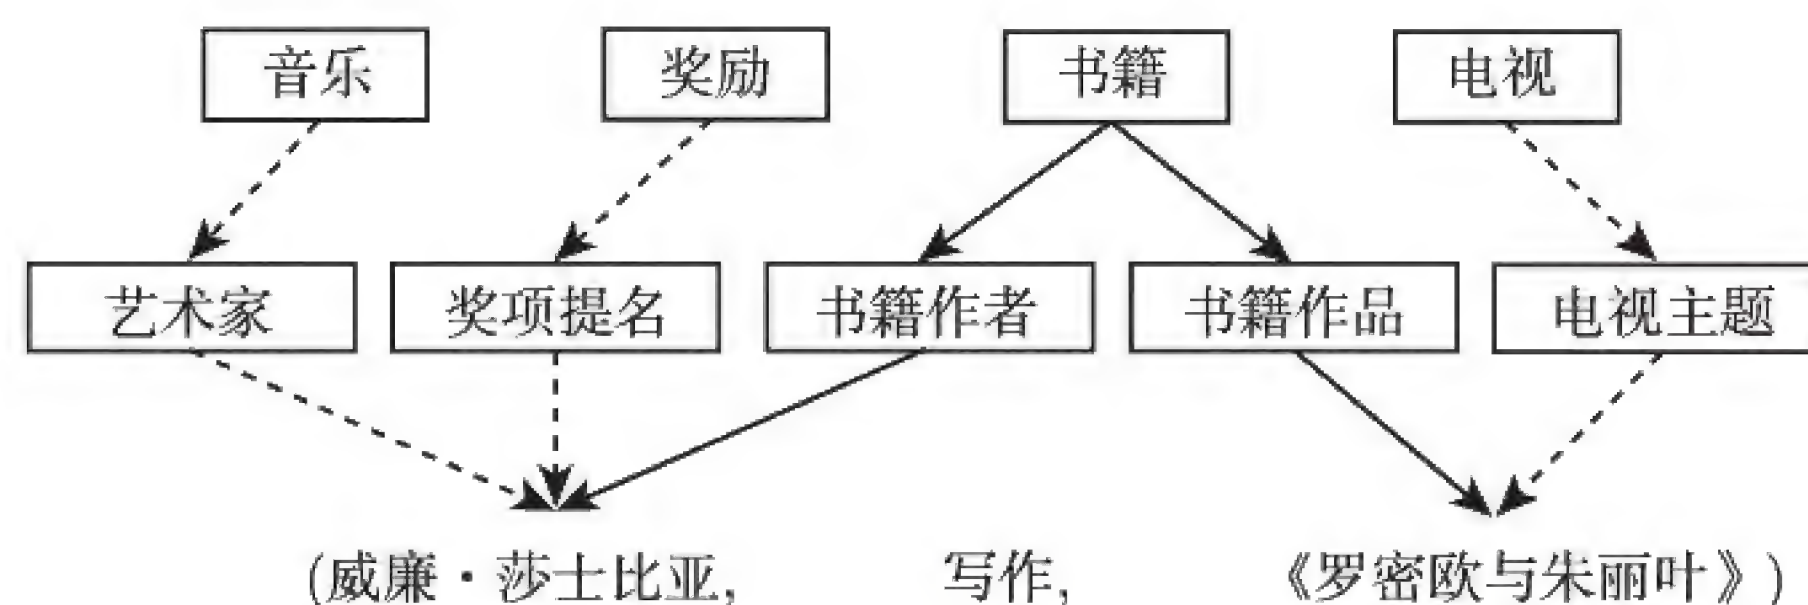 音乐 奖励 书籍 电视
艺术家 奖项提名 书籍作者 书籍作品 电视主题
(威廉·莎士比亚, 写作, 《罗密欧与朱丽叶》)